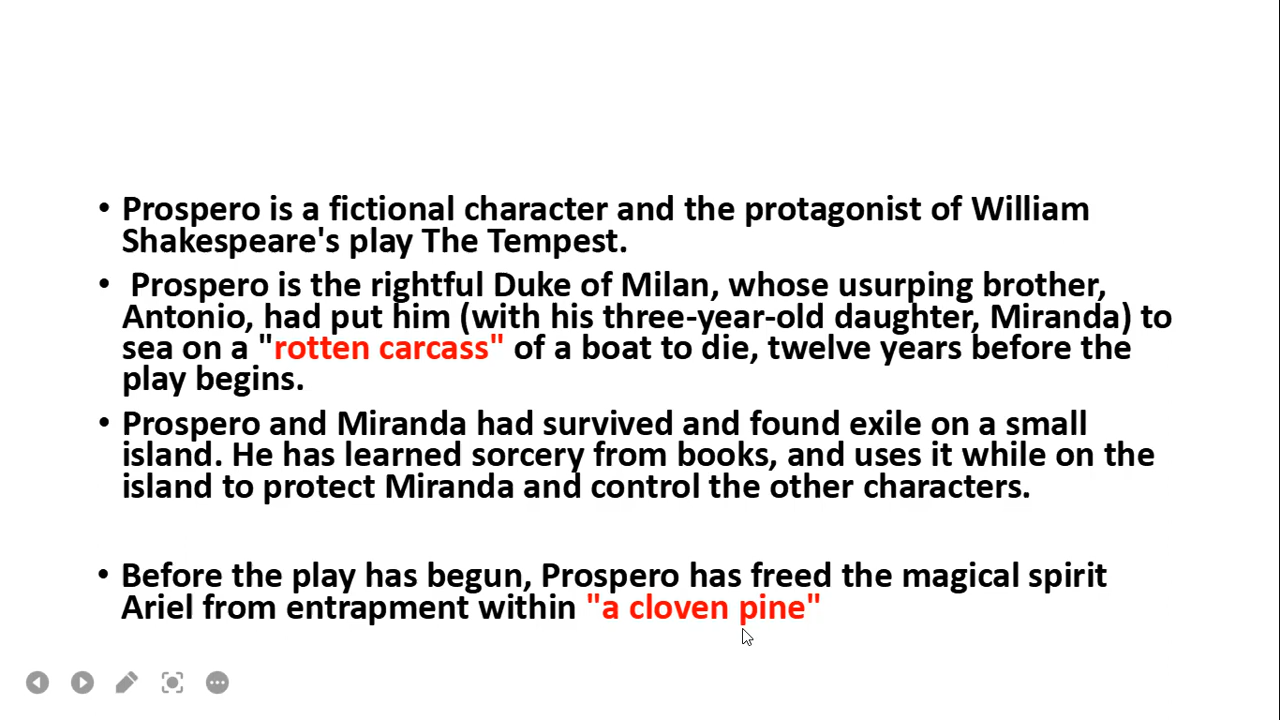 • Prospero is a fictional character and the protagonist of William
Shakespeare's play The Tempest.
• Prospero is the rightful Duke of Milan, whose usurping brother,
Antonio, had put him (with his three-year-old daughter, Miranda) to
sea on a "rotten carcass" of a boat to die, twelve years before the
play begins.
• Prospero and Miranda had survived and found exile on a small
island. He has learned sorcery from books, and uses it while on the
island to protect Miranda and control the other characters.
• Before the play has begun, Prospero has freed the magical spirit
Ariel from entrapment within "a cloven pine"